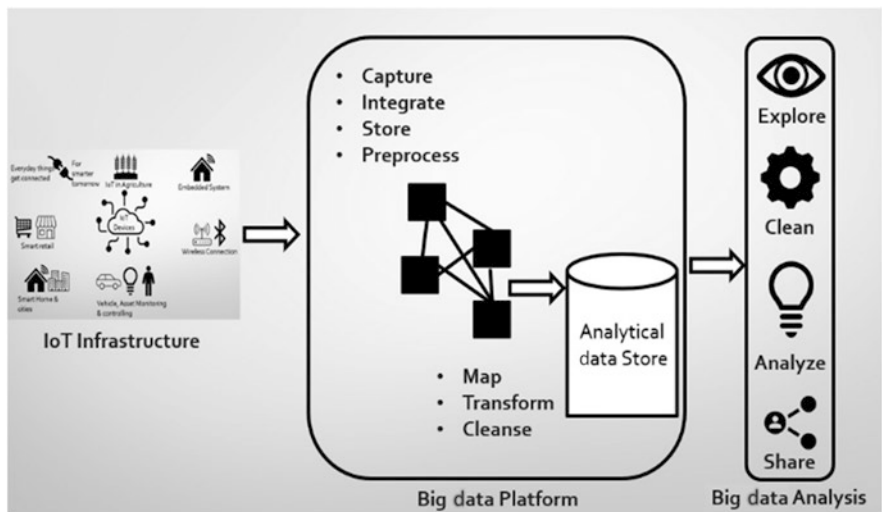 Everyday things
get connected
For
smarter
tomorrow
IoT in Agriculture
Embedded System
IoT
Devices
Smart retail
Wireless Connection
Smart Home &
cities
Vehicle, Asset Monitoring
& controlling
IoT Infrastructure
• Capture
• Integrate
• Store
• Preprocess
Analytical
data Store
• Map
• Transform
• Cleanse
Big data Platform
Explore
Clean
Analyze
Share
Big data Analysis